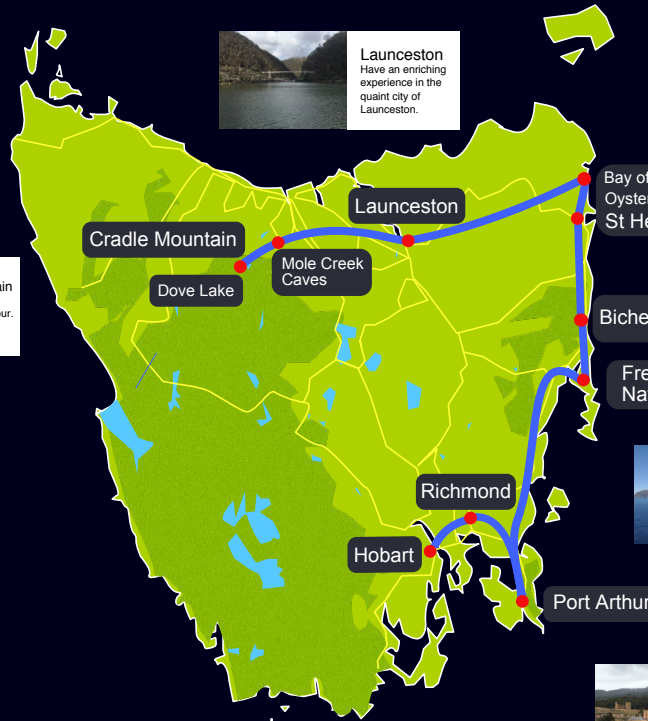 Launceston
Have an enriching
experience in the
quaint city of
Launceston.
Bay of
Oyster
St He
Launceston
Cradle Mountain
Mole Creek
Caves
Dove Lake
ain
our.
Biche
Fre
Na
Richmond
Hobart
Port Arthur